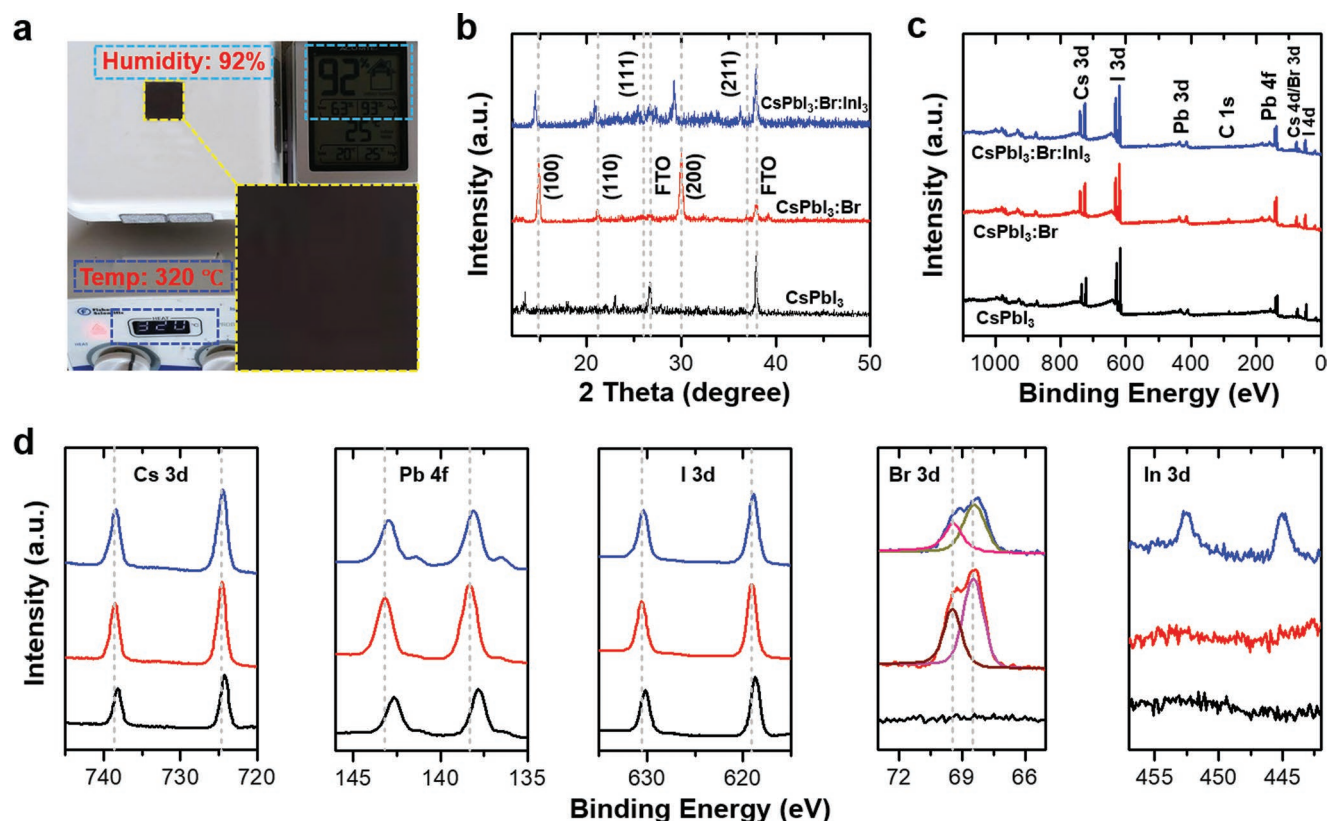 a
Humidity: 92%
92%
63% 93%
25
20° 25°
Temp: 320 ℃
Fisher Scientific
HEAT
320 °C
HEAT
b
Intensity (a.u.)
(111)
(211)
CsPbI₃:Br:InI₃
(100)
(110)
FTO
(200)
FTO
CsPbI₃:Br
CsPbI₃
20 30 40 50
2 Theta (degree)
c
Intensity (a.u.)
Cs 3d
I 3d
Pb 3d
C 1s
Pb 4f
Cs 4d/Br 3d
I 4d
CsPbI₃:Br:InI₃
CsPbI₃:Br
CsPbI₃
1000 800 600 400 200 0
Binding Energy (eV)
d
Intensity (a.u.)
Cs 3d
Pb 4f
I 3d
Br 3d
In 3d
740 730 720
145 140 135
630 620
72 69 66
455 450 445
Binding Energy (eV)